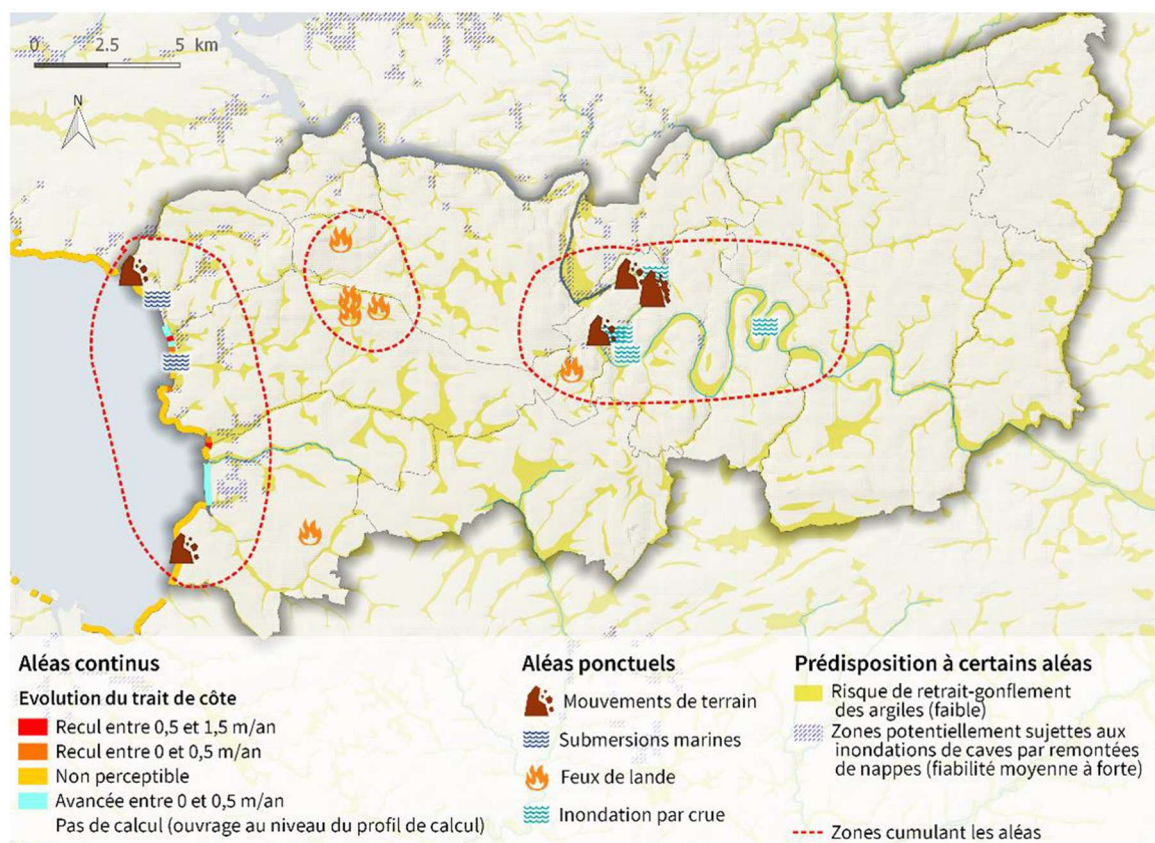 0 2.5 5 km
N
Aléas continus
Evolution du trait de côte
Recul entre 0,5 et 1,5 m/an
Recul entre 0 et 0,5 m/an
Non perceptible
Avancée entre 0 et 0,5 m/an
Pas de calcul (ouvrage au niveau du profil de calcul)
Aléas ponctuels
Mouvements de terrain
Submersions marines
Feux de lande
Inondation par crue
Prédisposition à certains aléas
Risque de retrait-gonflement
des argiles (faible)
Zones potentiellement sujettes aux
inondations de caves par remontées
de nappes (fiabilité moyenne à forte)
Zones cumulant les aléas